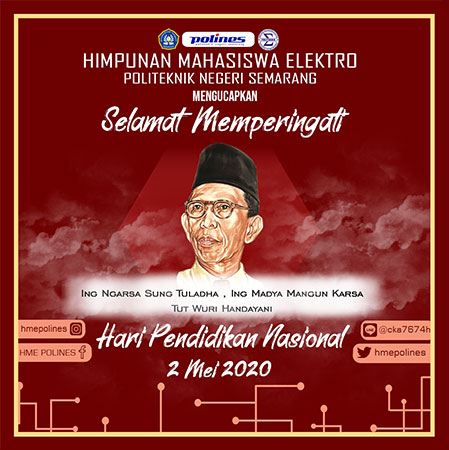 polines
HIMPUNAN MAHASISWA ELEKTRO
POLITEKNIK NEGERI SEMARANG
MENGUCAPKAN
Selamat Memperingati
Ing Ngarsa Sung Tuladha , Ing Madya Mangun Karsa
Tut Wuri Handayani
hmepolines
@cka7674h
Hari Pendidikan Nasional
HME POLINES
hmepolines
2 Mei 2020